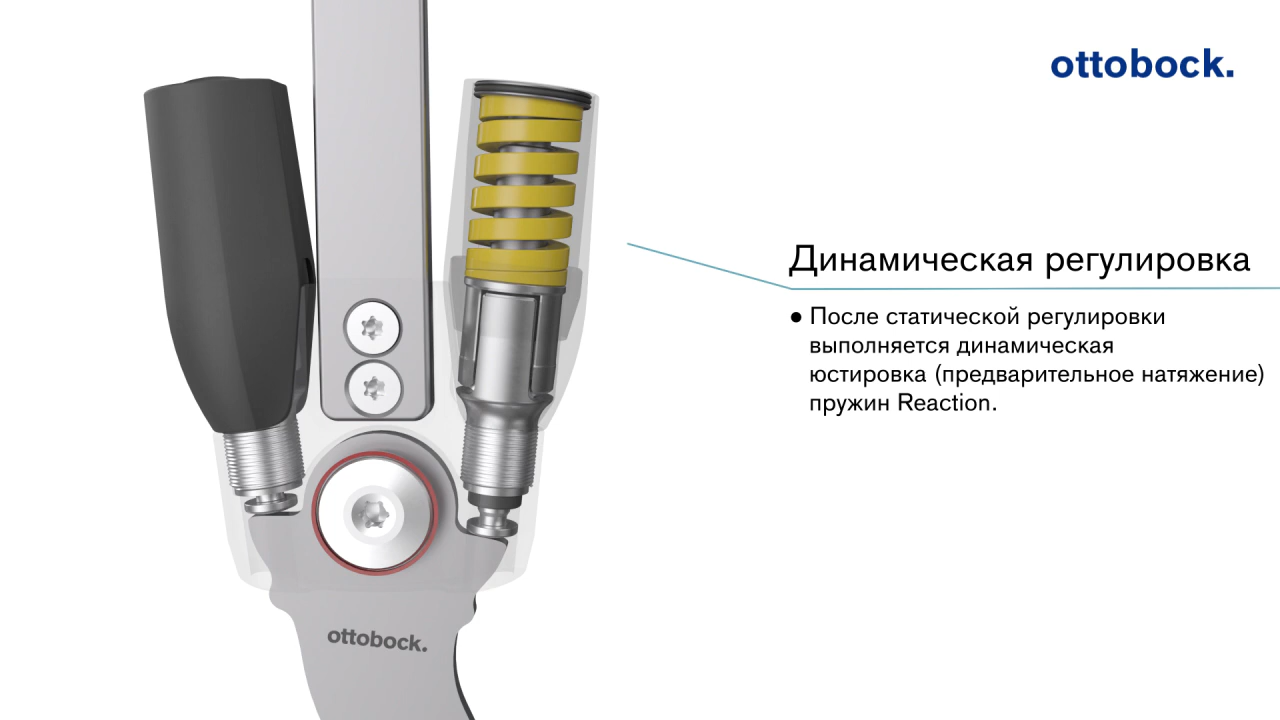 ottobock.
Динамическая регулировка
● После статической регулировки
выполняется динамическая
юстировка (предварительное натяжение)
пружин Reaction.
ottobock.